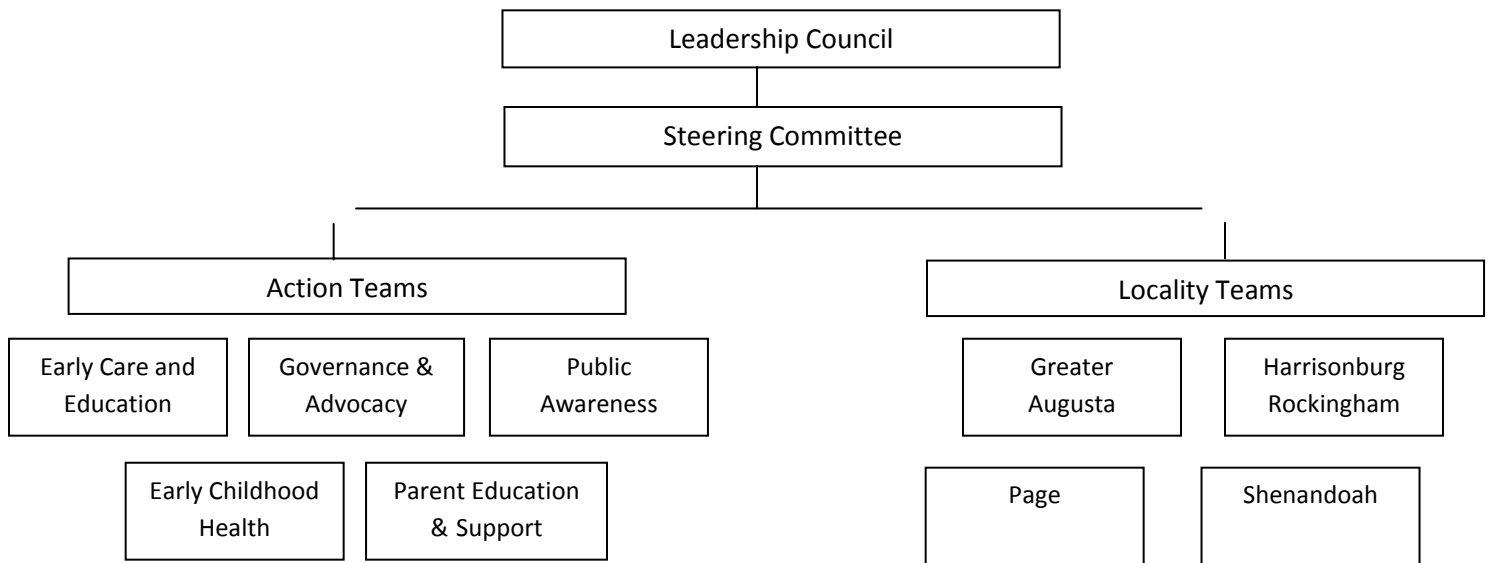 Leadership Council
Steering Committee
Action Teams
Locality Teams
Early Care and
Education
Governance &
Advocacy
Public
Awareness
Greater
Augusta
Harrisonburg
Rockingham
Early Childhood
Health
Parent Education
& Support
Page
Shenandoah